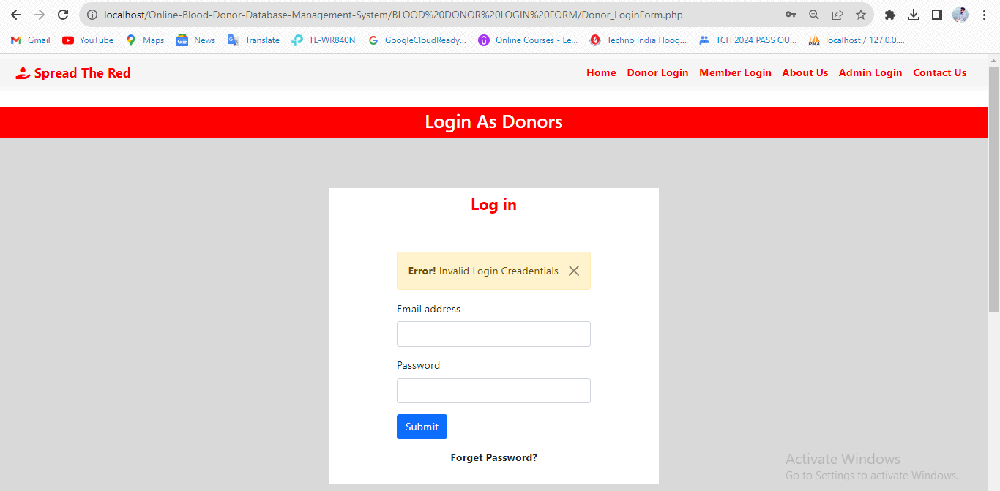 localhost/Online-Blood-Donor-Database-Management-System/BLOOD%20DONOR%20LOGIN%20FORM/Donor_LoginForm.php
Gmail YouTube Maps News Translate TL-WR840N GoogleCloudReady... Online Courses - Le... Techno India Hoog... TCH 2024 PASS OU... PMA localhost / 127.0.0....
Spread The Red Home Donor Login Member Login About Us Admin Login Contact Us
Login As Donors
Log in
Error! Invalid Login Creadentials
Email address
Password
Submit
Forget Password?
Activate Windows
Go to Settings to activate Windows.